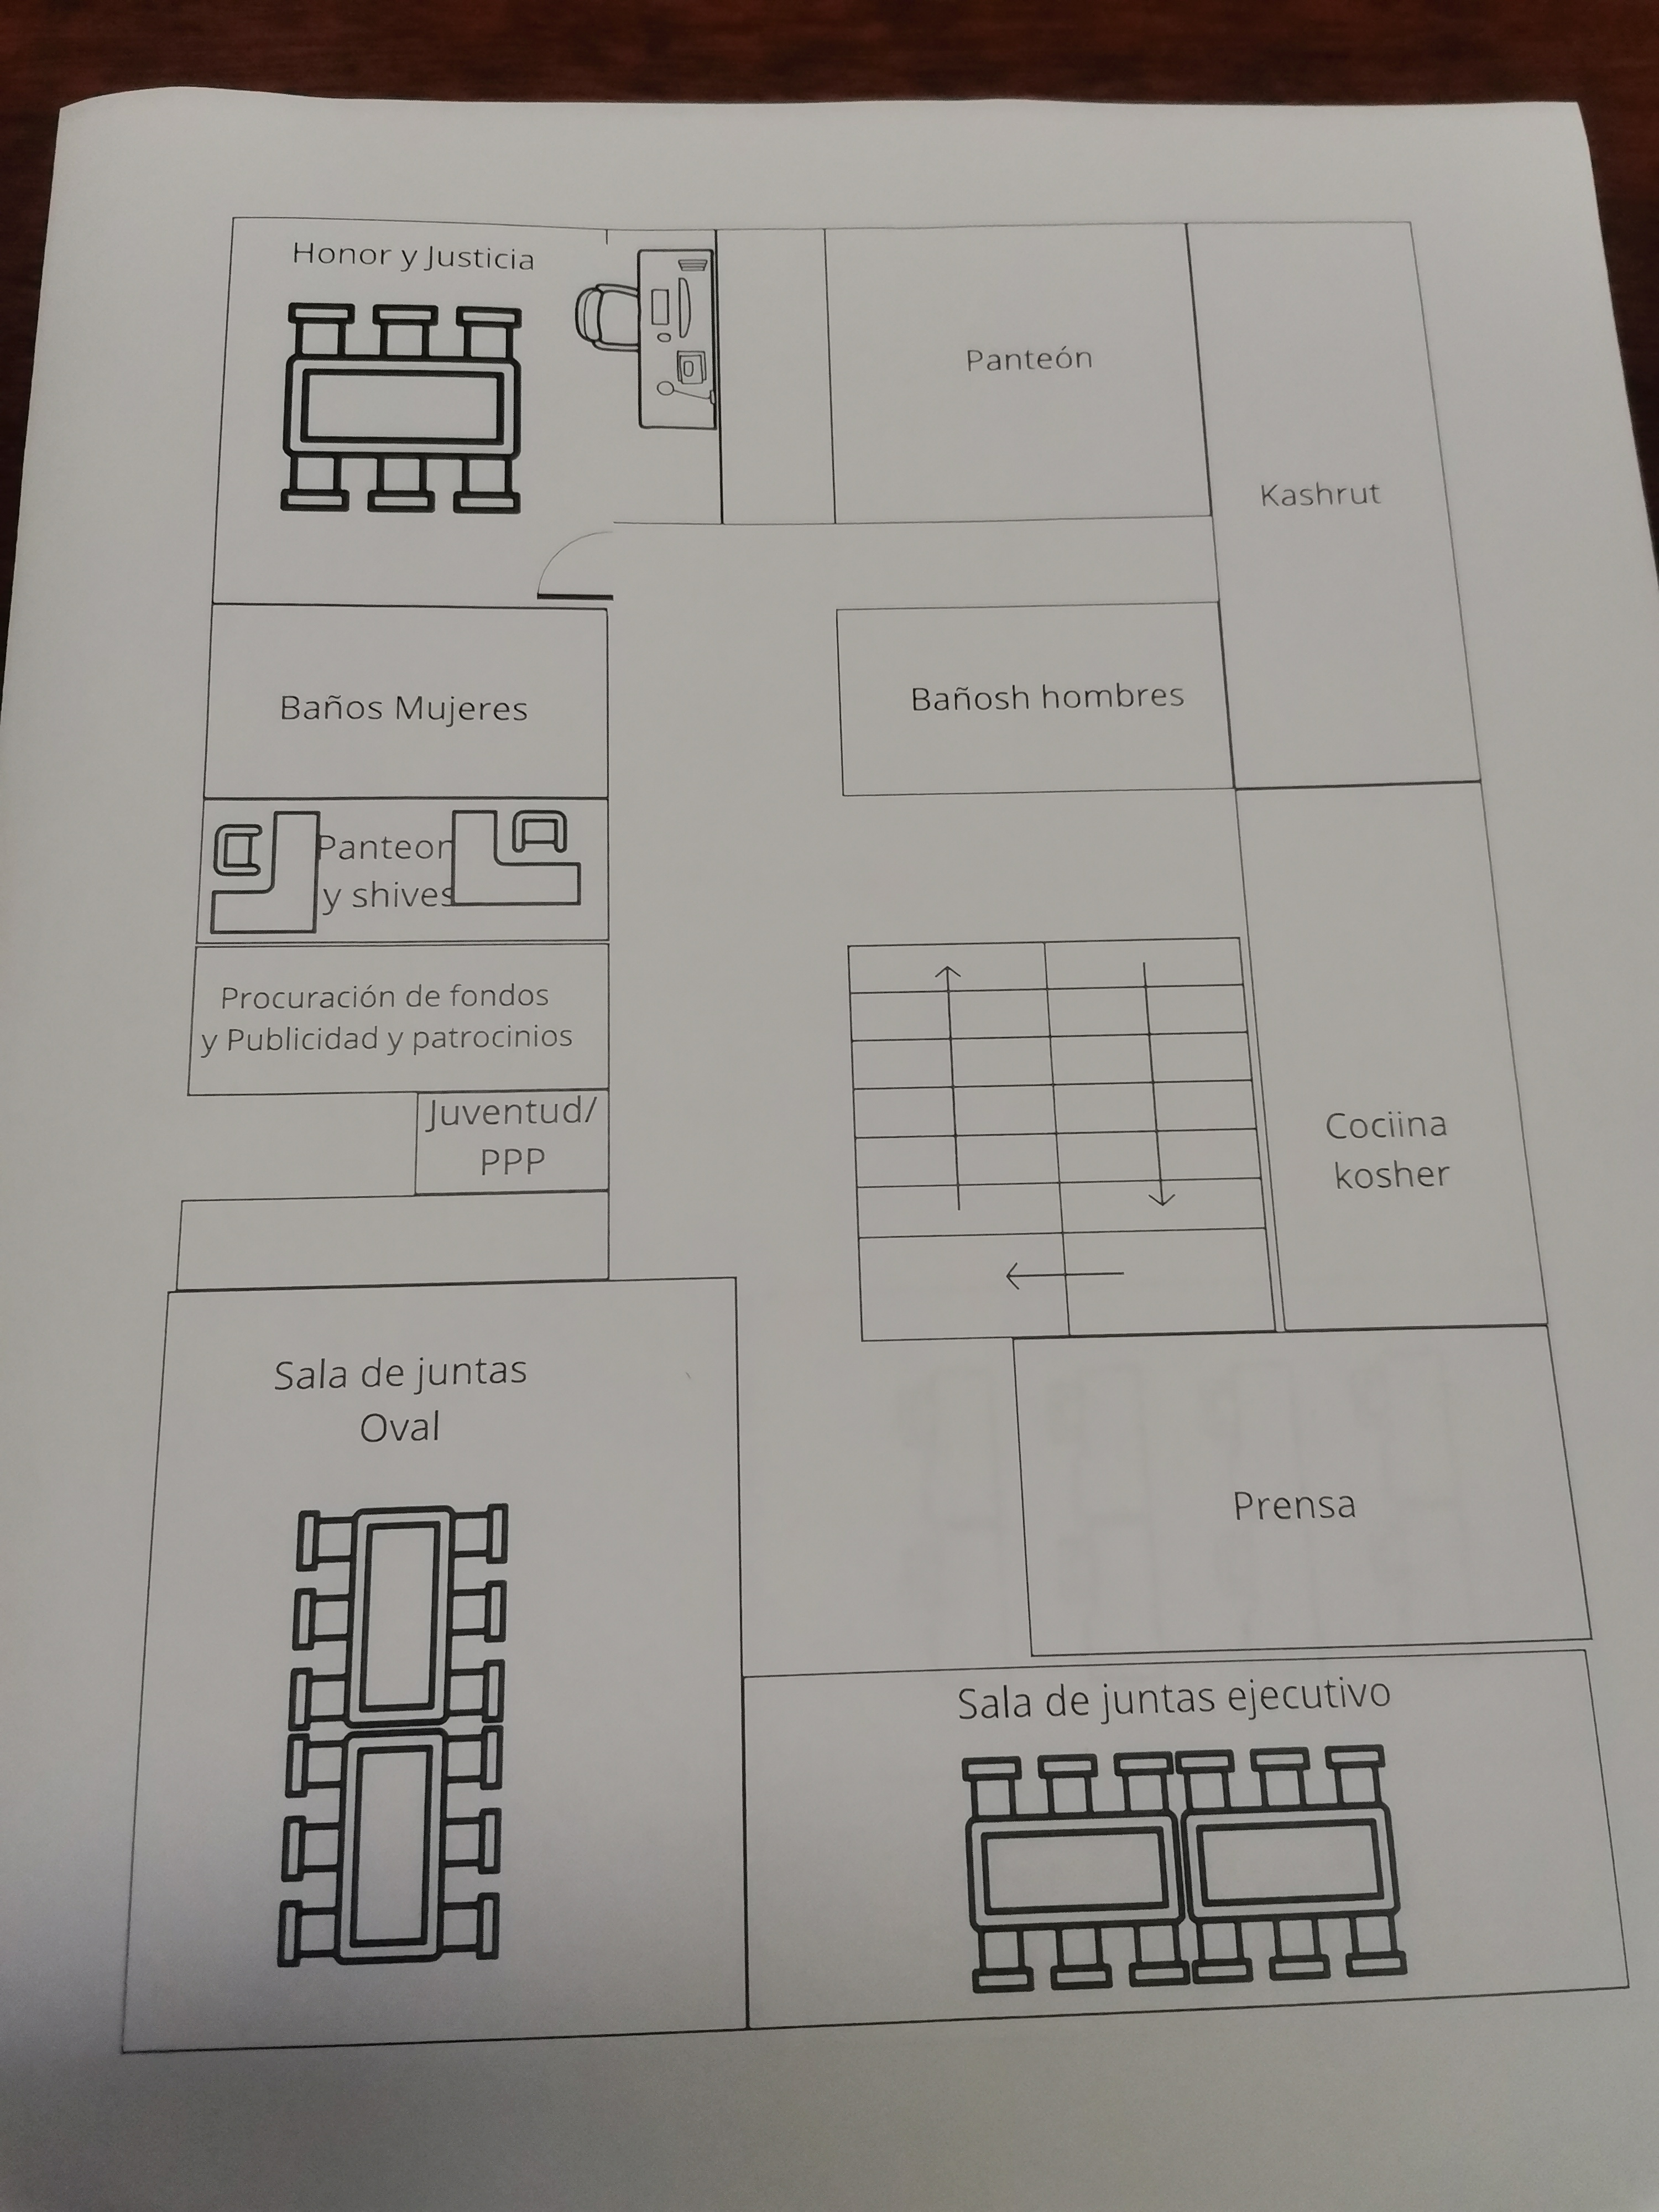 Honor y Justicia
Panteón
Kashrut
Baños Mujeres
Bañosh hombres
Panteon
y shives
Procuración de fondos
y Publicidad y patrocinios
Juventud/
PPP
Cociina
kosher
Sala de juntas
Oval
Prensa
Sala de juntas ejecutivo